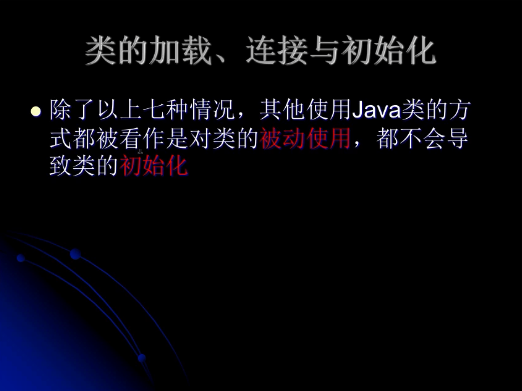 类的加载、连接与初始化
除了以上七种情况，其他使用Java类的方
式都被看作是对类的被动使用，都不会导
致类的初始化